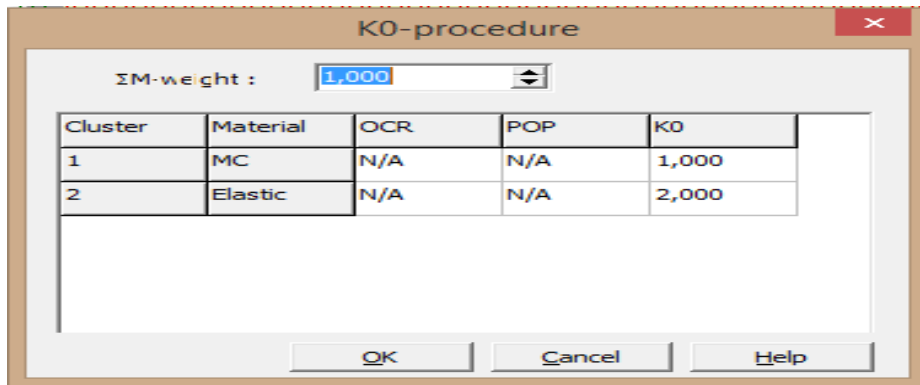 K0-procedure
ΣM-weight : 1,000
Cluster Material OCR POP K0
1 MC N/A N/A 1,000
2 Elastic N/A N/A 2,000
OK Cancel Help